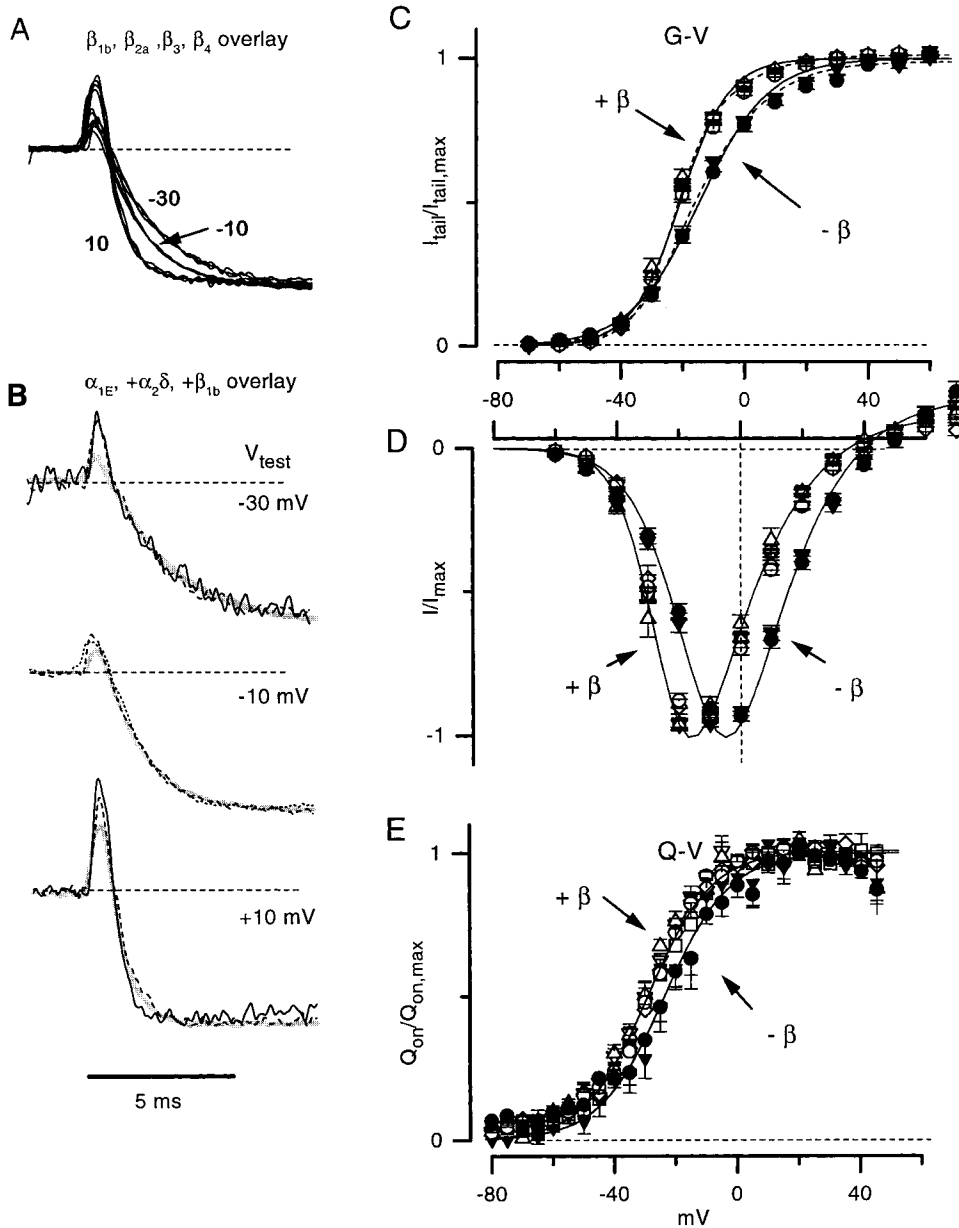 A
β1b, β2a ,β3, β4 overlay
-30
-10
10
B
α1E, +α2δ, +β1b overlay
Vtest
-30 mV
-10 mV
+10 mV
5 ms
C
G-V
1
+ β
- β
Itail/Itail,max
0
-80
-40
0
40
D
0
I/Imax
+ β
- β
-1
E
Q-V
1
+ β
- β
Qon/Qon,max
0
-80
-40
0
40
mV